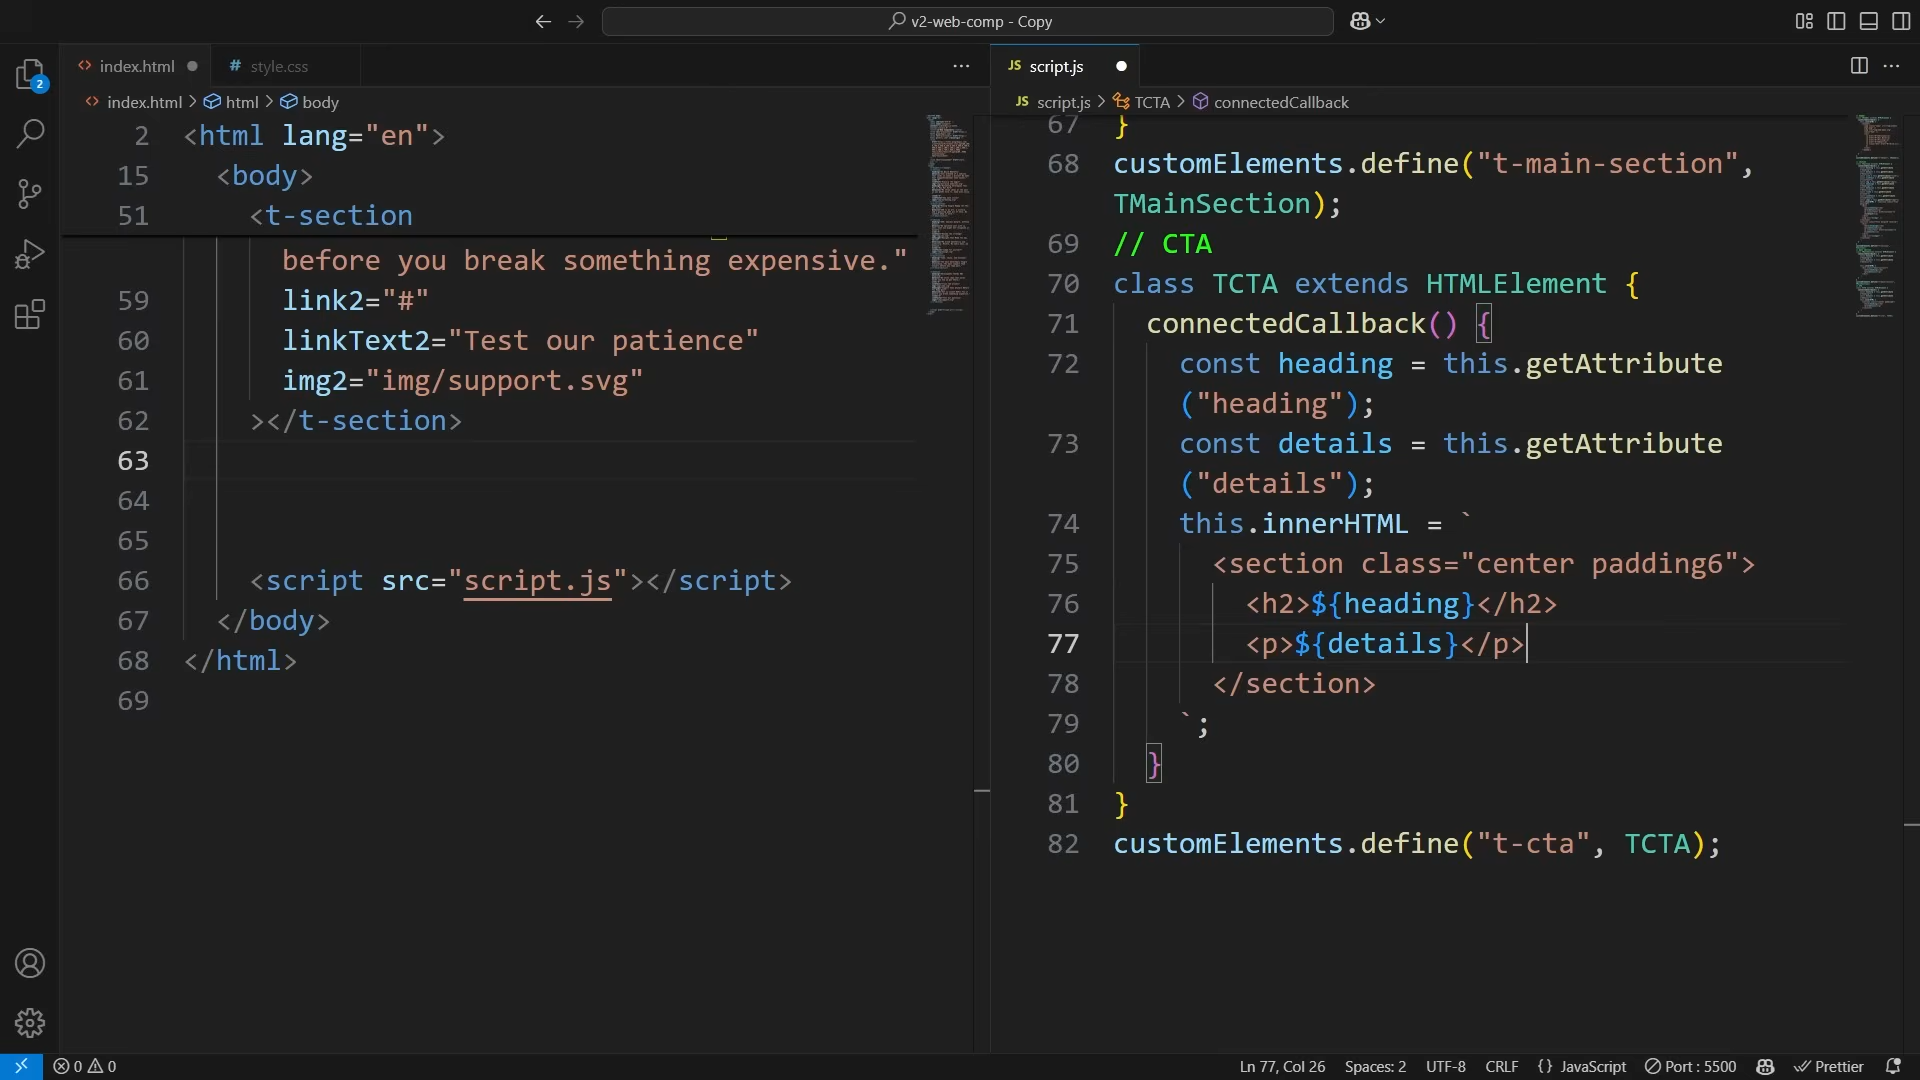 v2-web-comp - Copy
index.html
style.css
script.js
index.html > html > body
script.js > TCTA > connectedCallback
2 <html lang="en">
15 <body>
51 <t-section
before you break something expensive."
59 link2="#"
60 linkText2="Test our patience"
61 img2="img/support.svg"
62 ></t-section>
63
64
65
66 <script src="script.js"></script>
67 </body>
68 </html>
69
67 }
68 customElements.define("t-main-section",
TMainSection);
69 // CTA
70 class TCTA extends HTMLElement {
71 connectedCallback() {
72 const heading = this.getAttribute
("heading");
73 const details = this.getAttribute
("details");
74 this.innerHTML = `
75 <section class="center padding6">
76 <h2>${heading}</h2>
77 <p>${details}</p>
78 </section>
79 `;
80 }
81 }
82 customElements.define("t-cta", TCTA);
2
0 0
Ln 77, Col 26 Spaces: 2 UTF-8 CRLF {} JavaScript Port : 5500 Prettier